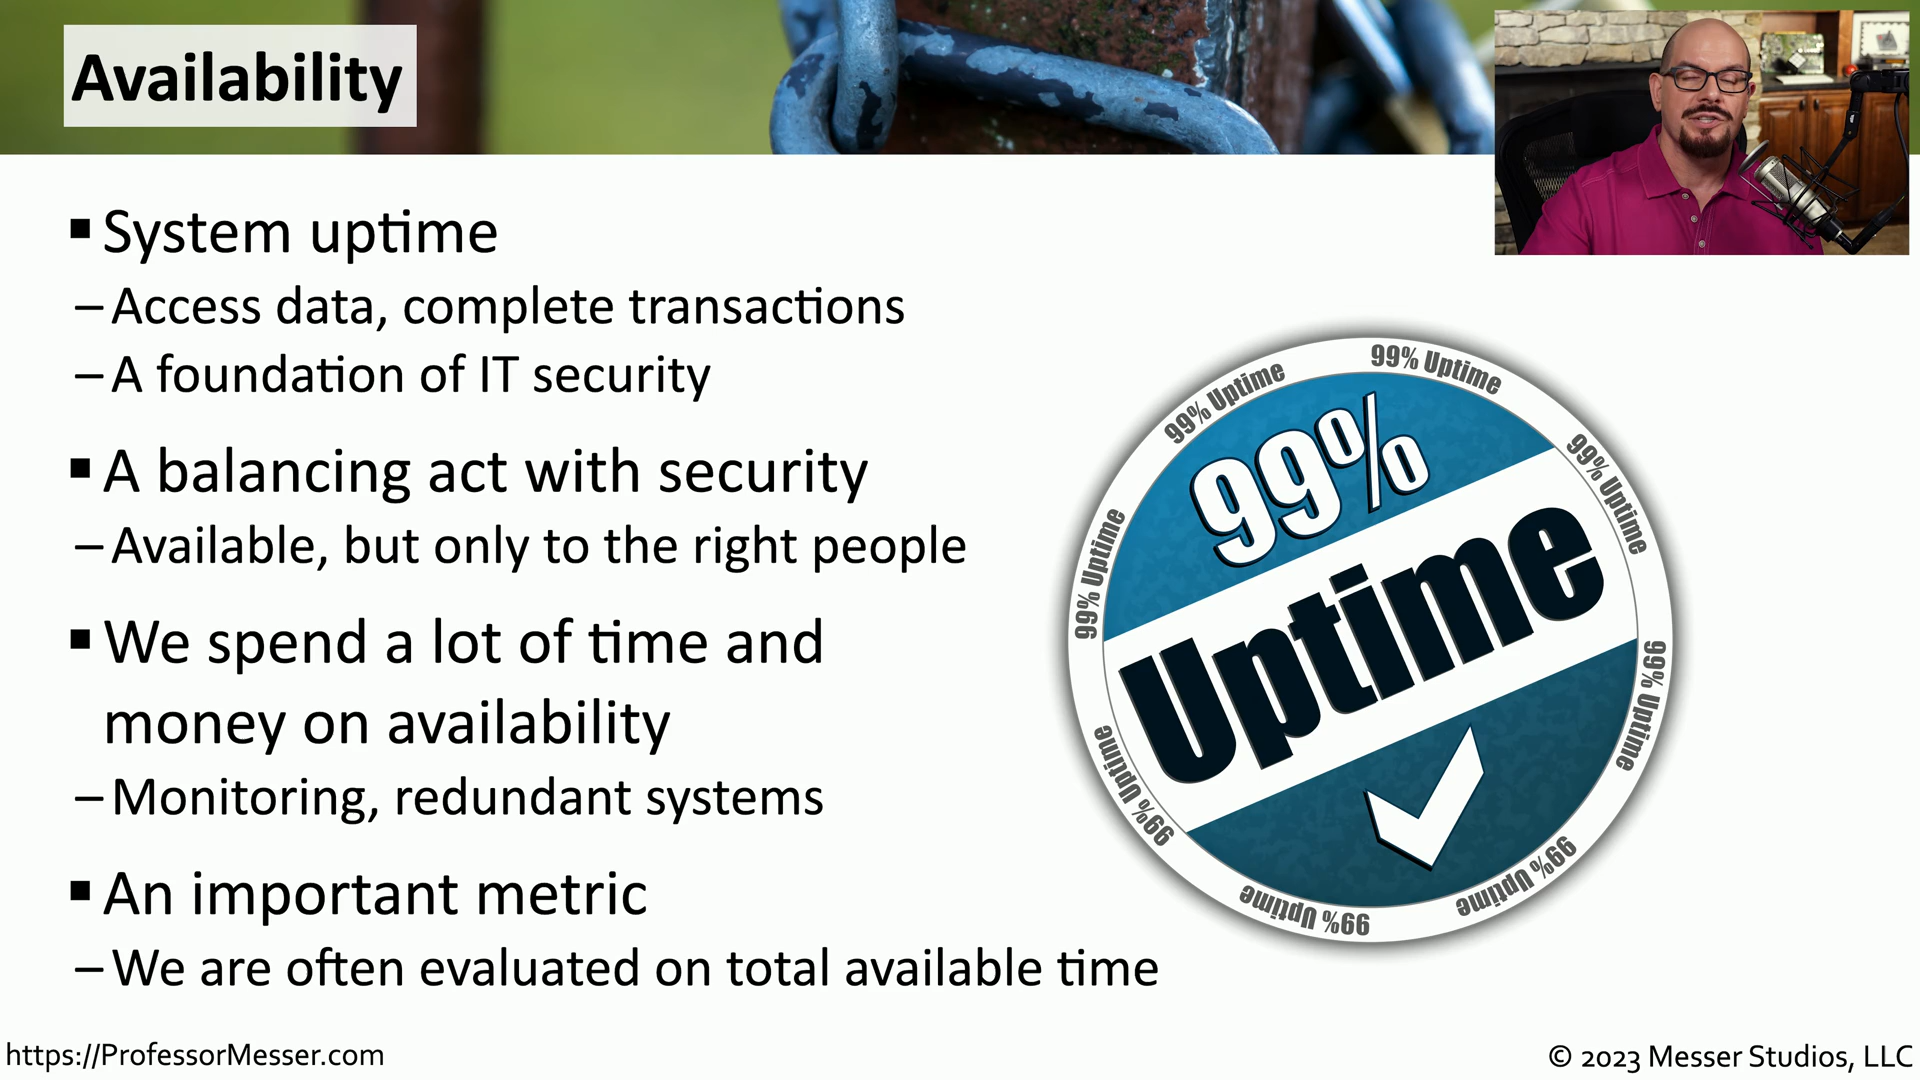 Availability
▪ System uptime
– Access data, complete transactions
– A foundation of IT security
▪ A balancing act with security
– Available, but only to the right people
▪ We spend a lot of time and
money on availability
– Monitoring, redundant systems
▪ An important metric
– We are often evaluated on total available time
99%
Uptime
99% Uptime
99% Uptime
99% Uptime
99% Uptime
99% Uptime
99% Uptime
99% Uptime
99% Uptime
https://ProfessorMesser.com
© 2023 Messer Studios, LLC